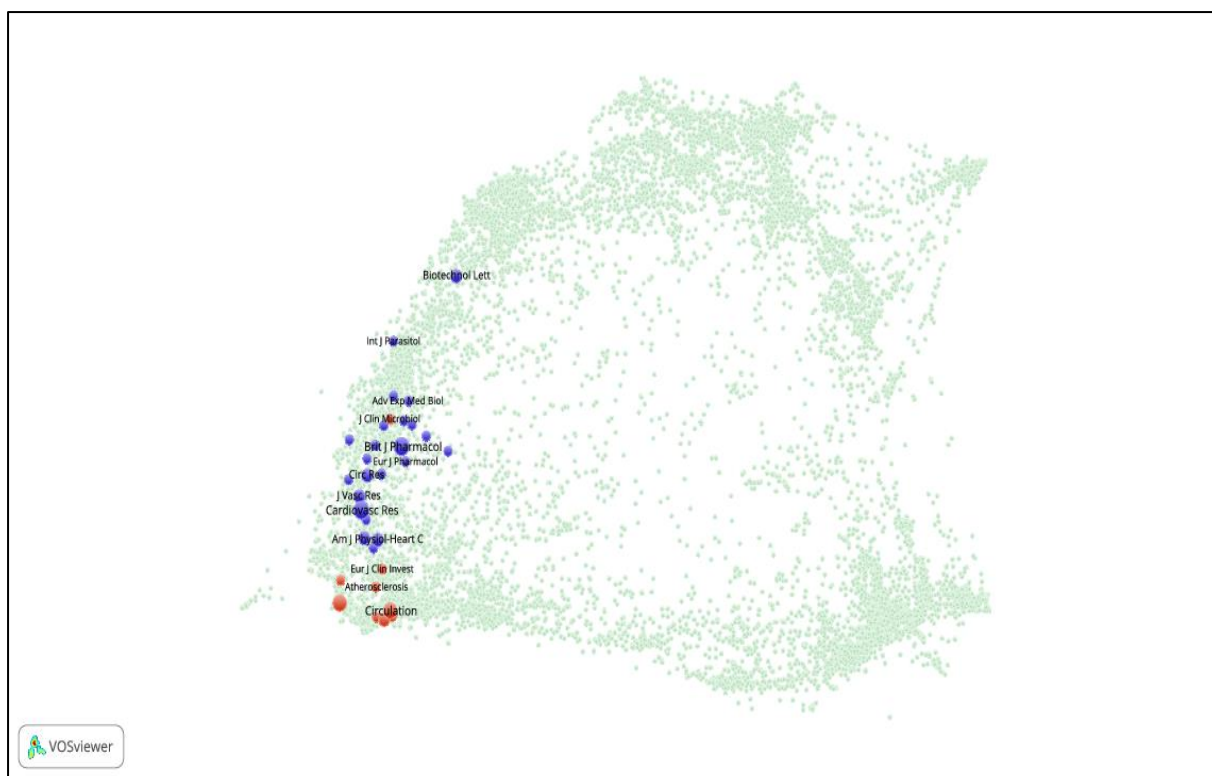 Biotechnol Lett
Int J Parasitol
Adv Exp Med Biol
J Clin Microbiol
Brit J Pharmacol
Eur J Pharmacol
Circ Res
J Vasc Res
Cardiovasc Res
Am J Physiol-Heart C
Eur J Clin Invest
Atherosclerosis
Circulation
VOSviewer